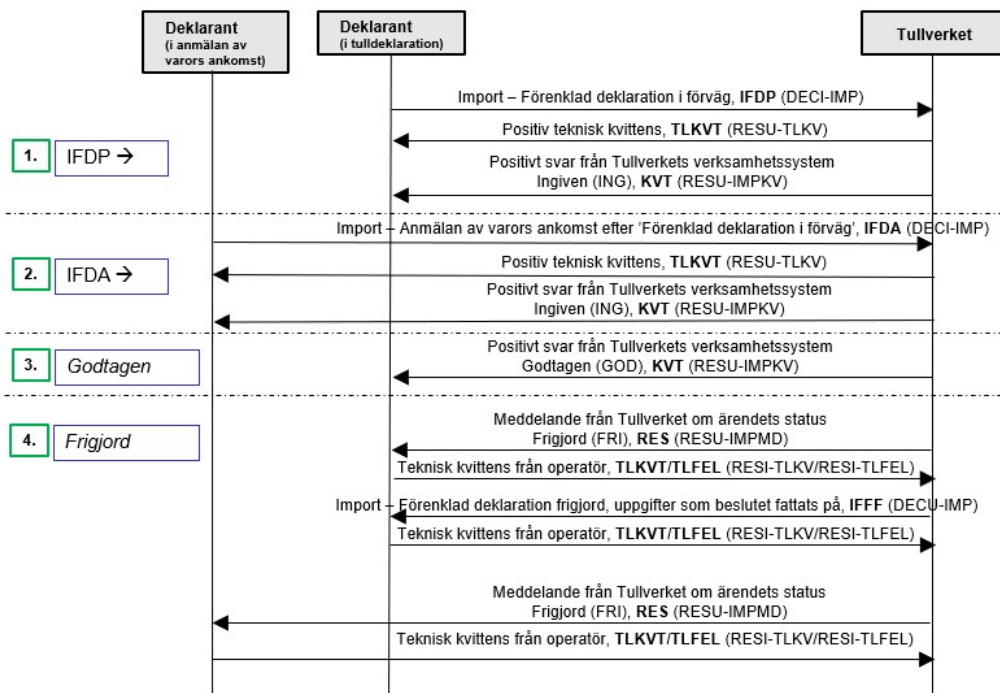 Deklarant
(i anmälan av
varors ankomst)
Deklarant
(i tulldeklaration)
Tullverket
Import – Förenklad deklaration i förväg, IFDP (DECI-IMP)
Positiv teknisk kvittens, TLKVT (RESU-TLKV)
1.
IFDP →
Positivt svar från Tullverkets verksamhetssystem
Ingiven (ING), KVT (RESU-IMPKV)
Import – Anmälan av varors ankomst efter 'Förenklad deklaration i förväg', IFDA (DECI-IMP)
2.
IFDA →
Positiv teknisk kvittens, TLKVT (RESU-TLKV)
Positivt svar från Tullverkets verksamhetssystem
Ingiven (ING), KVT (RESU-IMPKV)
3.
Godtagen
Positivt svar från Tullverkets verksamhetssystem
Godtagen (GOD), KVT (RESU-IMPKV)
4.
Frigjord
Meddelande från Tullverket om ärendets status
Frigjord (FRI), RES (RESU-IMPMD)
Teknisk kvittens från operatör, TLKVT/TLFEL (RESI-TLKV/RESI-TLFEL)
Import – Förenklad deklaration frigjord, uppgifter som beslutet fattats på, IFFF (DECU-IMP)
Teknisk kvittens från operatör, TLKVT/TLFEL (RESI-TLKV/RESI-TLFEL)
Meddelande från Tullverket om ärendets status
Frigjord (FRI), RES (RESU-IMPMD)
Teknisk kvittens från operatör, TLKVT/TLFEL (RESI-TLKV/RESI-TLFEL)